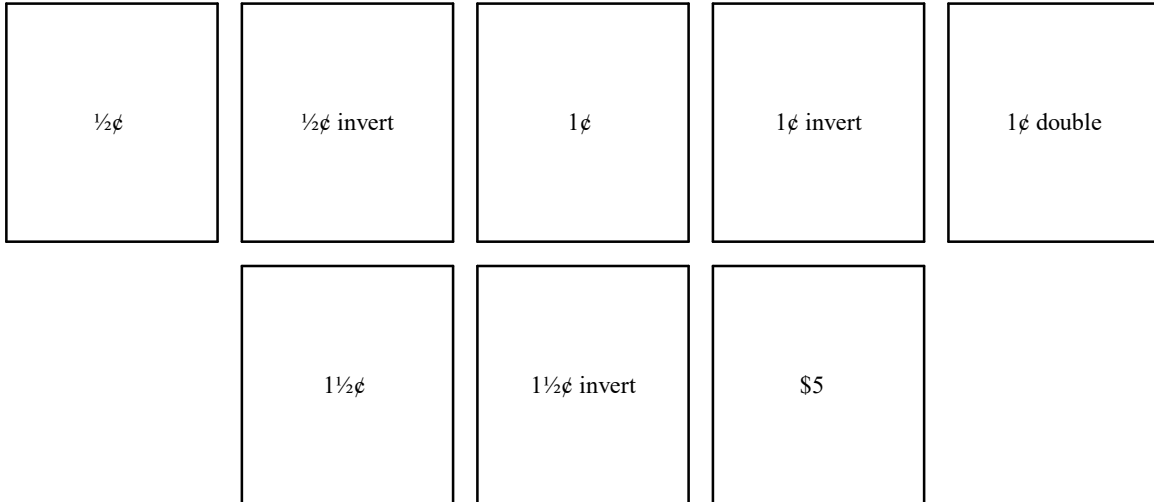 ½¢
½¢ invert
1¢
1¢ invert
1¢ double
1½¢
1½¢ invert
$5